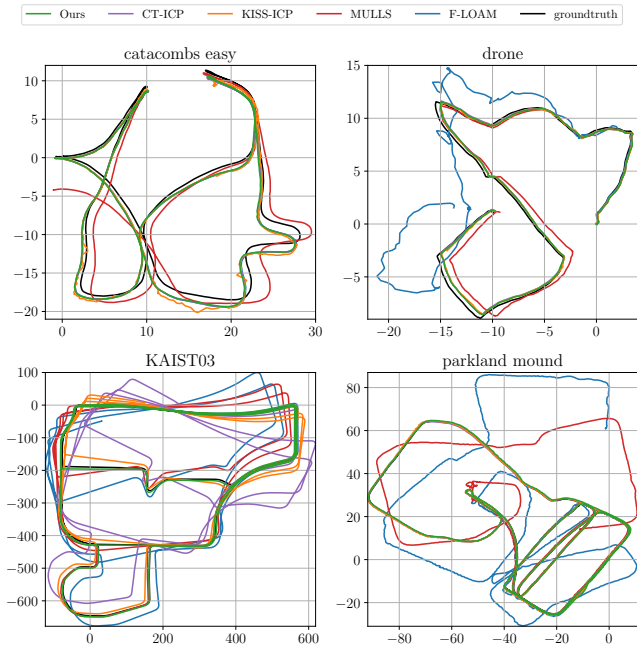 Ours CT-ICP KISS-ICP MULLS F-LOAM groundtruth
catacombs easy
10
5
0
−5
−10
−15
−20
0 10 20 30
drone
15
10
5
0
−5
−20 −15 −10 −5 0
KAIST03
100
0
−100
−200
−300
−400
−500
−600
0 200 400 600
parkland mound
80
60
40
20
0
−20
−80 −60 −40 −20 0